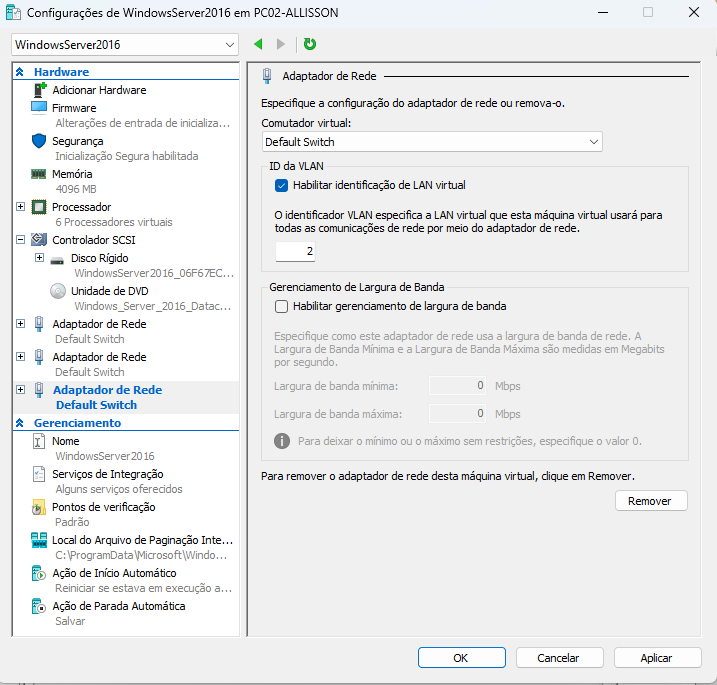 Configurações de WindowsServer2016 em PC02-ALLISSON
WindowsServer2016
Hardware
Adicionar Hardware
Firmware
Alterações de entrada de inicializa...
Segurança
Inicialização Segura habilitada
Memória
4096 MB
Processador
6 Processadores virtuais
Controlador SCSI
Disco Rígido
WindowsServer2016_06F67EC...
Unidade de DVD
Windows_Server_2016_Datac...
Adaptador de Rede
Default Switch
Adaptador de Rede
Default Switch
Adaptador de Rede
Default Switch
Gerenciamento
Nome
WindowsServer2016
Serviços de Integração
Alguns serviços oferecidos
Pontos de verificação
Padrão
Local do Arquivo de Paginação Inte...
C:\ProgramData\Microsoft\Windo...
Ação de Início Automático
Reiniciar se estava em execução a...
Ação de Parada Automática
Salvar
Adaptador de Rede
Especifique a configuração do adaptador de rede ou remova-o.
Comutador virtual:
Default Switch
ID da VLAN
Habilitar identificação de LAN virtual
O identificador VLAN especifica a LAN virtual que esta máquina virtual usará para
todas as comunicações de rede por meio do adaptador de rede.
2
Gerenciamento de Largura de Banda
Habilitar gerenciamento de largura de banda
Especifique como este adaptador de rede usa a largura de banda de rede. A
Largura de Banda Mínima e a Largura de Banda Máxima são medidas em Megabits
por segundo.
Largura de banda mínima: 0 Mbps
Largura de banda máxima: 0 Mbps
Para deixar o mínimo ou o máximo sem restrições, especifique o valor 0.
Para remover o adaptador de rede desta máquina virtual, clique em Remover.
Remover
OK Cancelar Aplicar